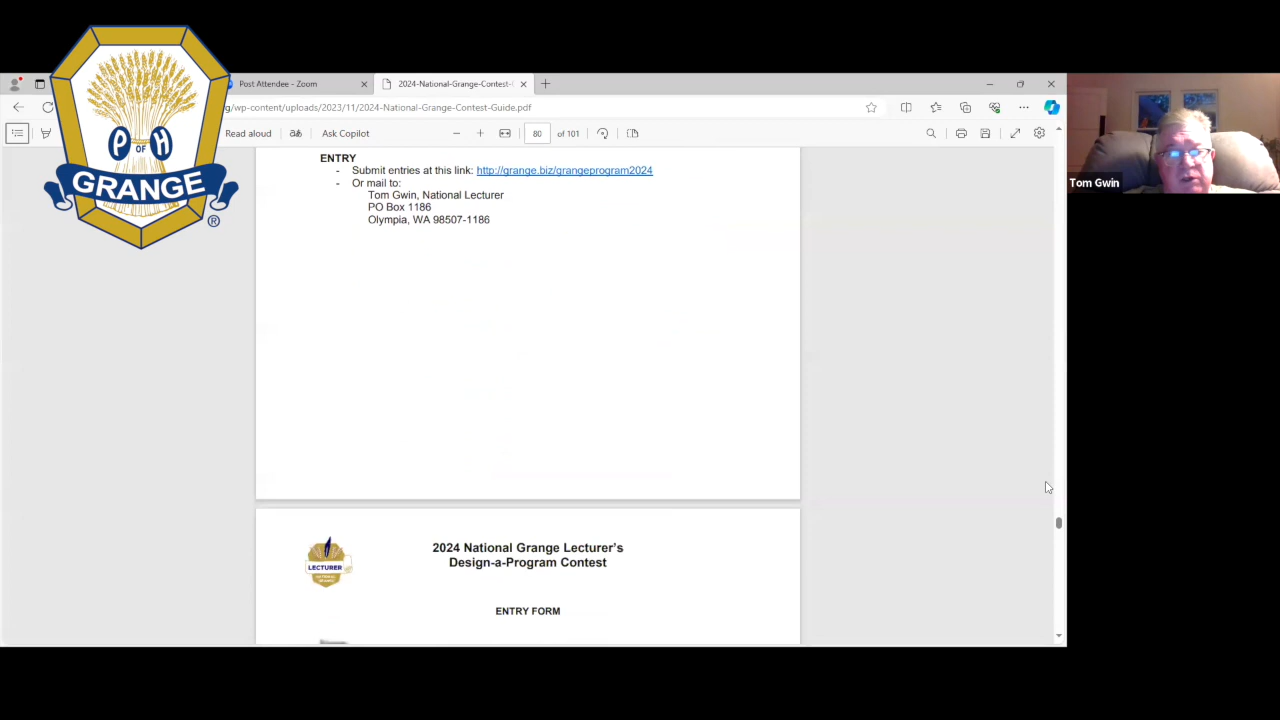 P OF H
GRANGE
®
Post Attendee - Zoom
2024-National-Grange-Contest-
g/wp-content/uploads/2023/11/2024-National-Grange-Contest-Guide.pdf
Read aloud
Ask Copilot
80 of 101
Tom Gwin
ENTRY
- Submit entries at this link: http://grange.biz/grangeprogram2024
- Or mail to:
Tom Gwin, National Lecturer
PO Box 1186
Olympia, WA 98507-1186
2024 National Grange Lecturer's
Design-a-Program Contest
LECTURER
ENTRY FORM